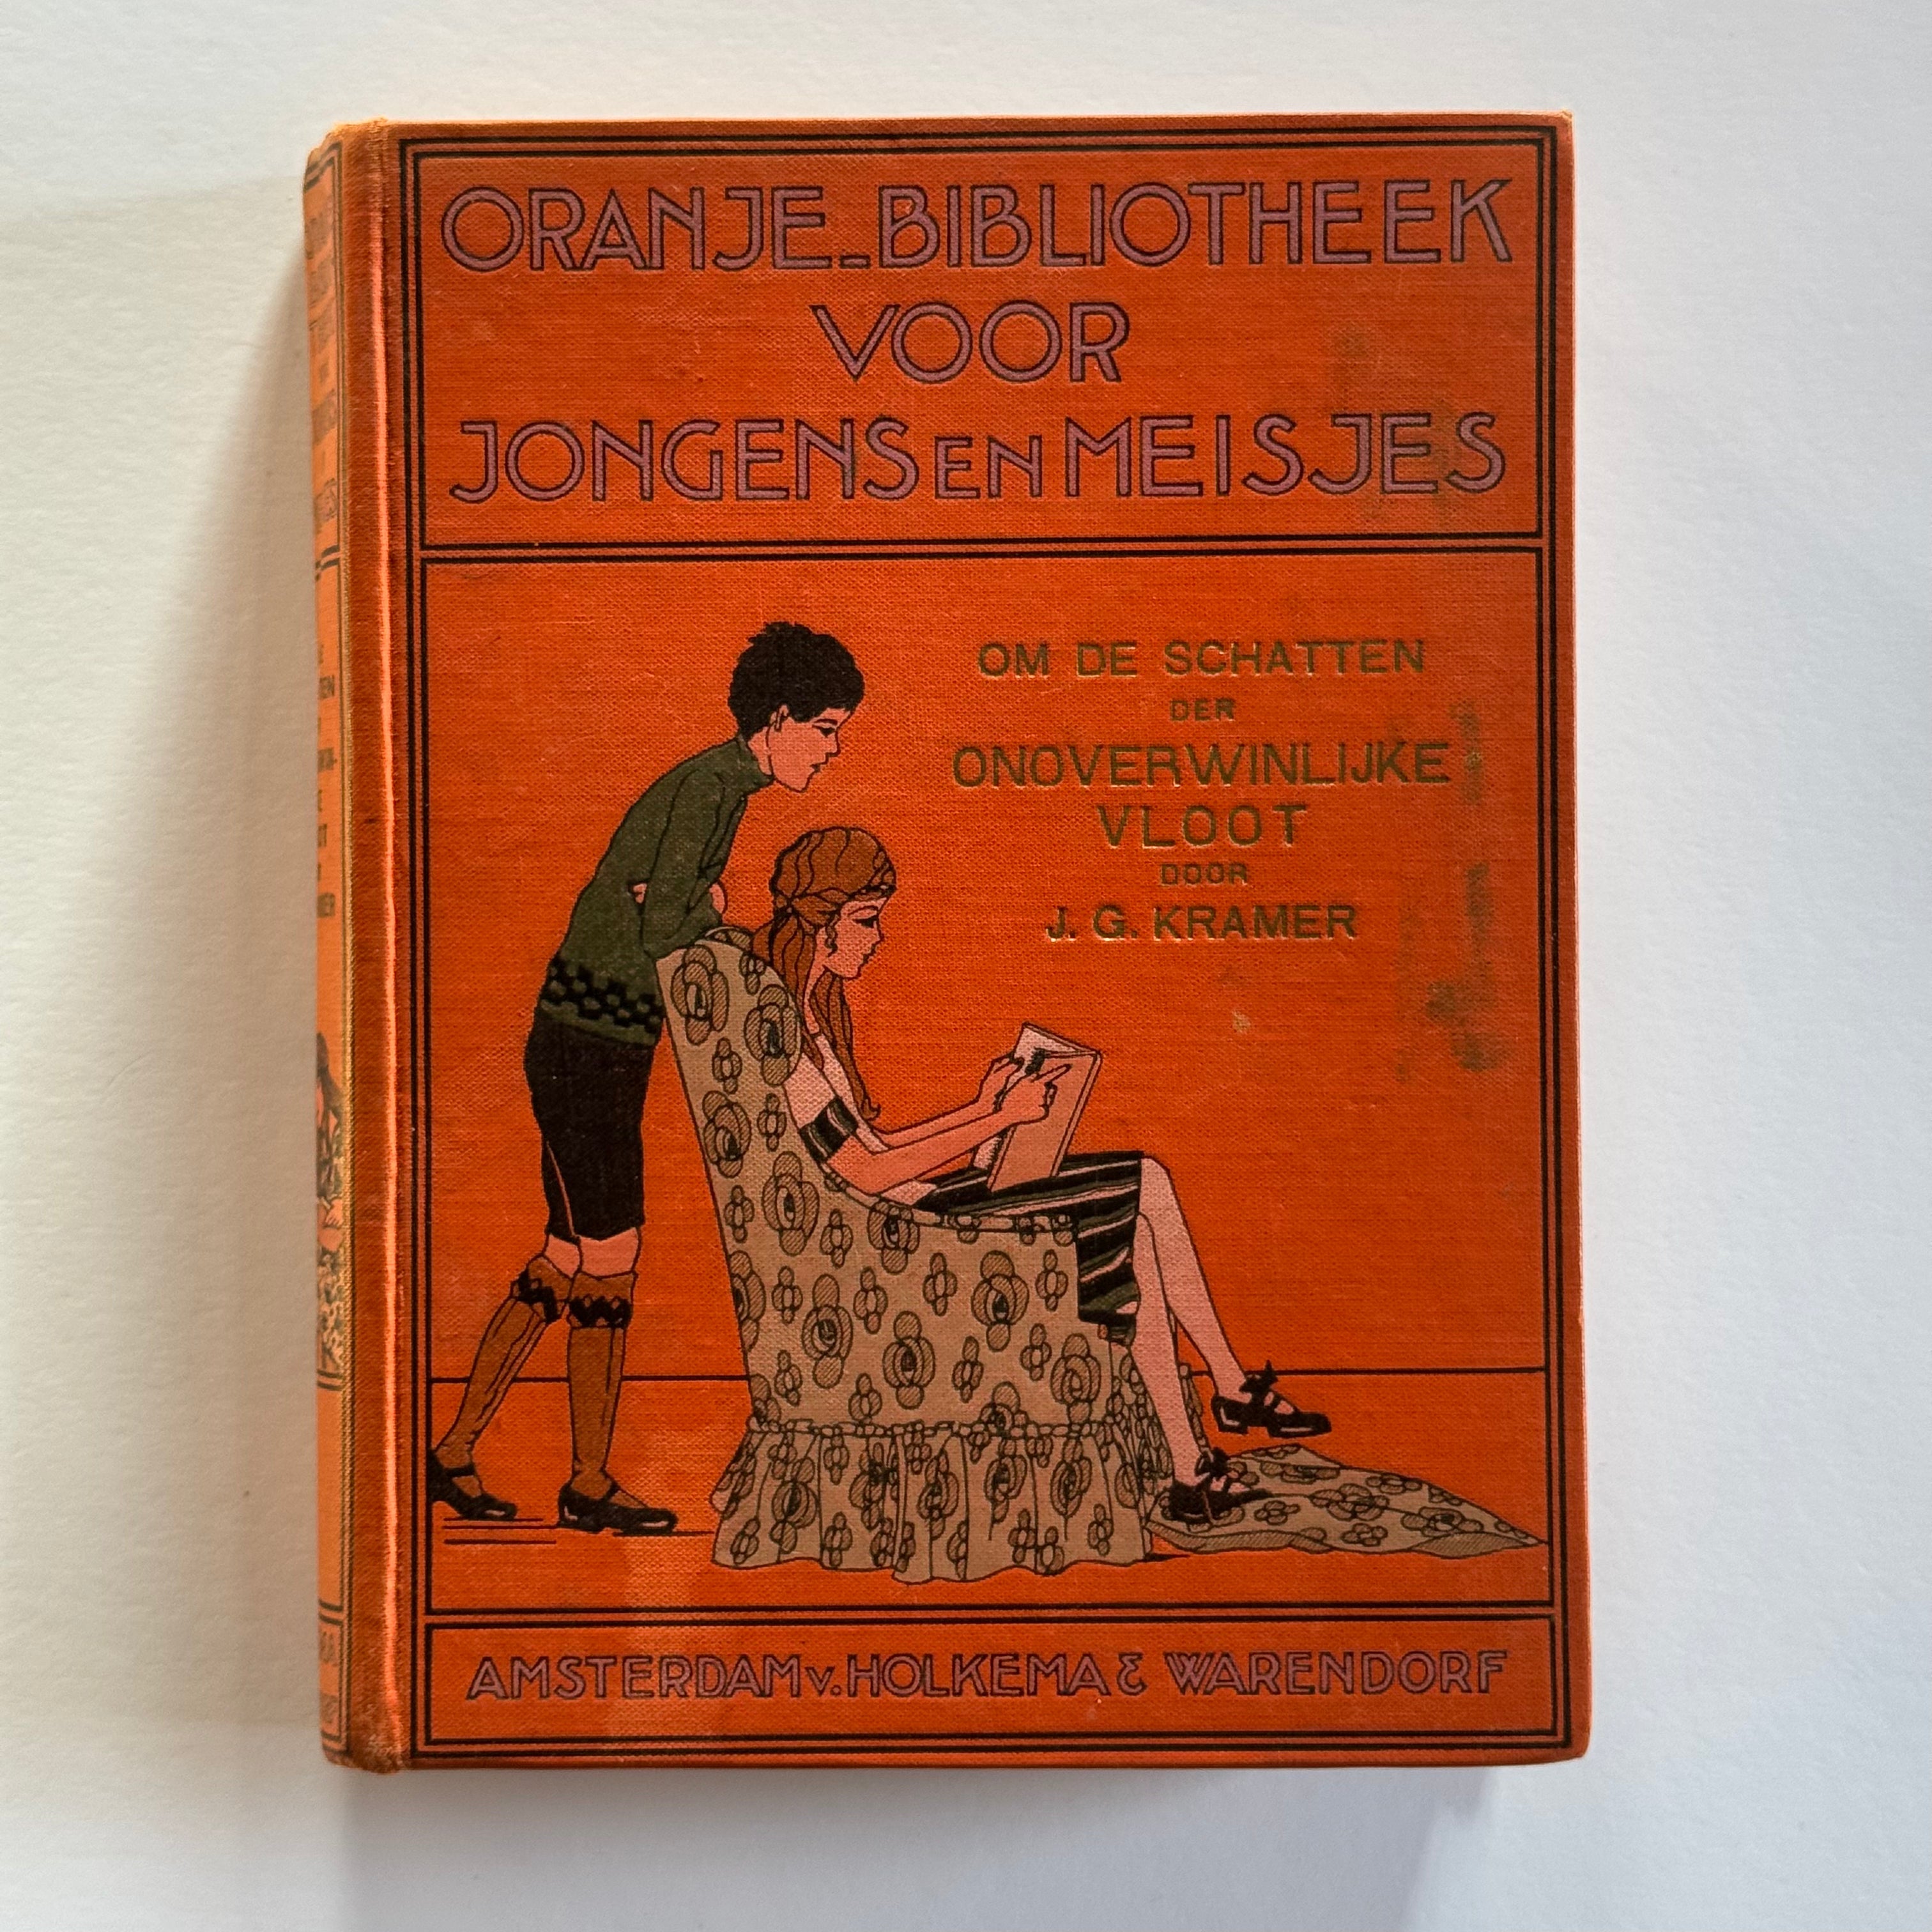 ORANJE-BIBLIOTHEEK
VOOR
JONGENS EN MEISJES
OM DE SCHATTEN
DER
ONOVERWINLIJKE
VLOOT
DOOR
J. G. KRAMER
AMSTERDAM v. HOLKEMA & WARENDORF